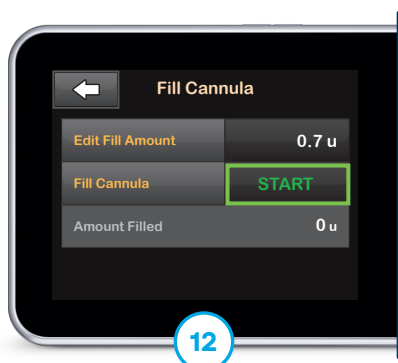 Fill Cannula
Edit Fill Amount 0.7 u
Fill Cannula START
Amount Filled 0 u
12